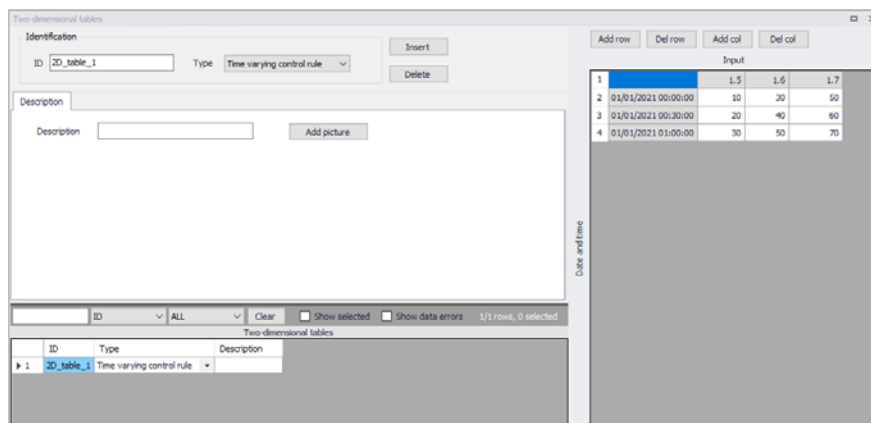 Two-dimensional tables
Identification
ID 2D_table_1 Type Time varying control rule
Insert
Delete
Description
Description Add picture
ID ALL Clear Show selected Show data errors 1/1 rows, 0 selected
Two-dimensional tables
ID Type Description
1 2D_table_1 Time varying control rule
Add row Del row Add col Del col
Input
Date and time
1 1.5 1.6 1.7
2 01/01/2021 00:00:00 10 30 50
3 01/01/2021 00:30:00 20 40 60
4 01/01/2021 01:00:00 30 50 70